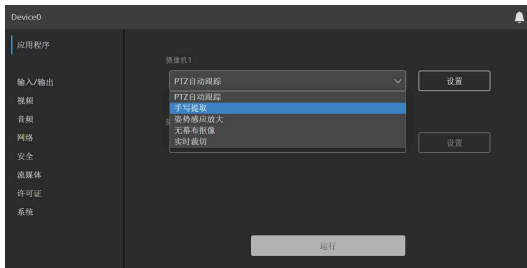 Device0
应用程序
输入/输出
视频
音频
网络
安全
流媒体
许可证
系统
摄像机1
PTZ自动跟踪
设置
PTZ自动跟踪
手写提取
姿势感应放大
无幕布抠像
实时裁切
设置
运行